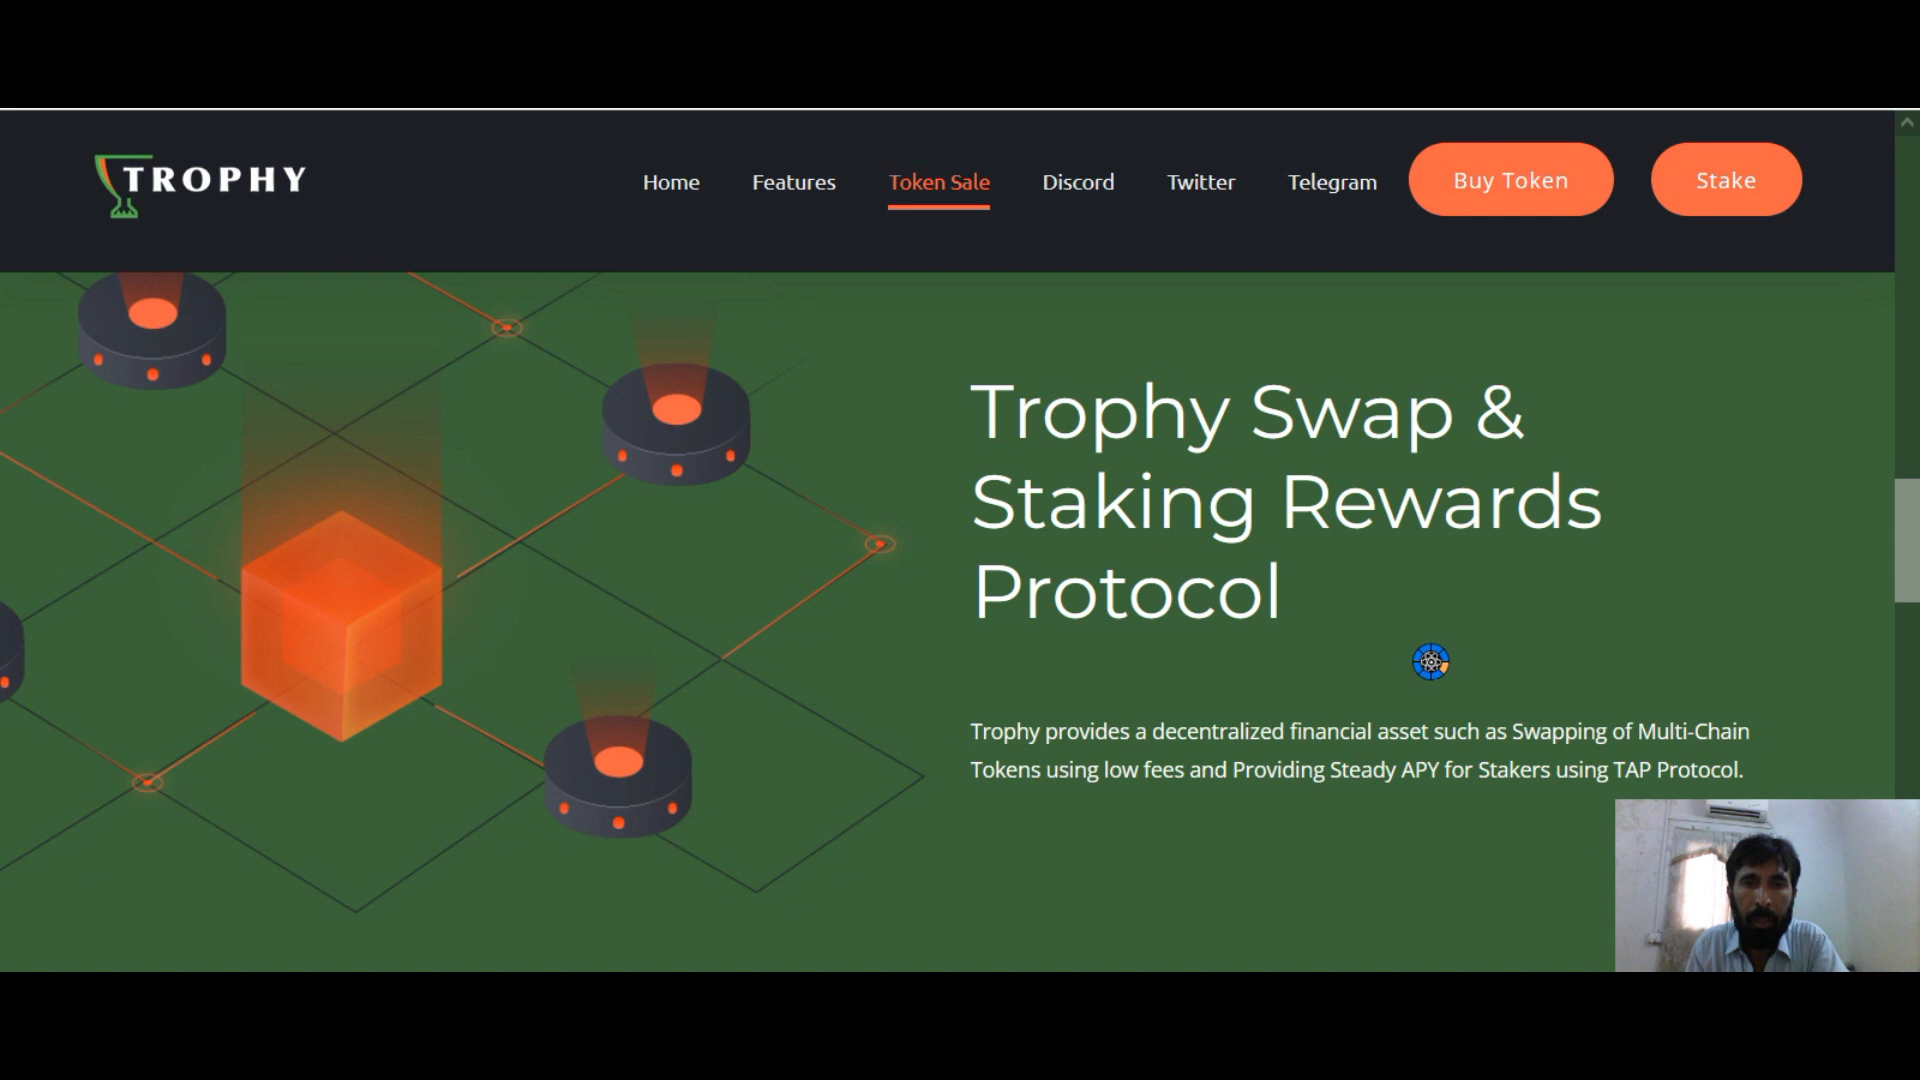 TROPHY
Home Features Token Sale Discord Twitter Telegram Buy Token Stake
Trophy Swap &
Staking Rewards
Protocol
Trophy provides a decentralized financial asset such as Swapping of Multi-Chain
Tokens using low fees and Providing Steady APY for Stakers using TAP Protocol.